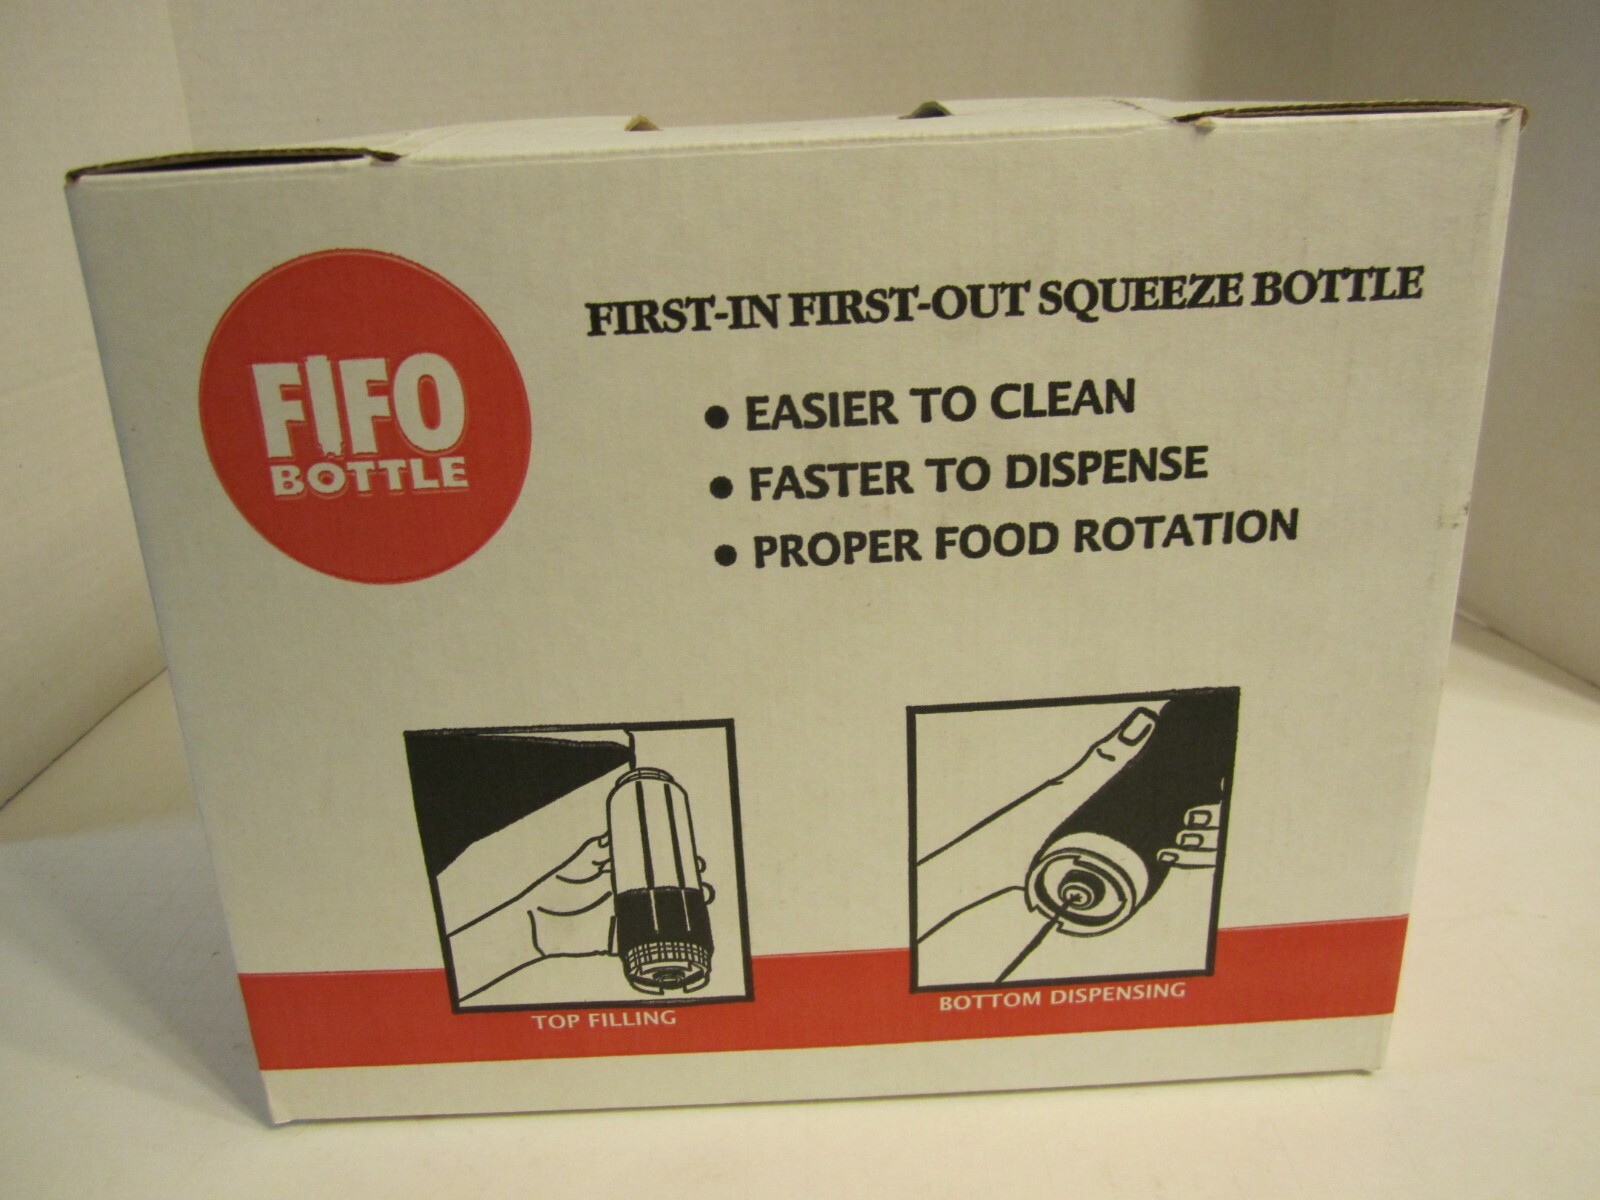 FIFO
BOTTLE
FIRST-IN FIRST-OUT SQUEEZE BOTTLE
• EASIER TO CLEAN
• FASTER TO DISPENSE
• PROPER FOOD ROTATION
TOP FILLING
BOTTOM DISPENSING